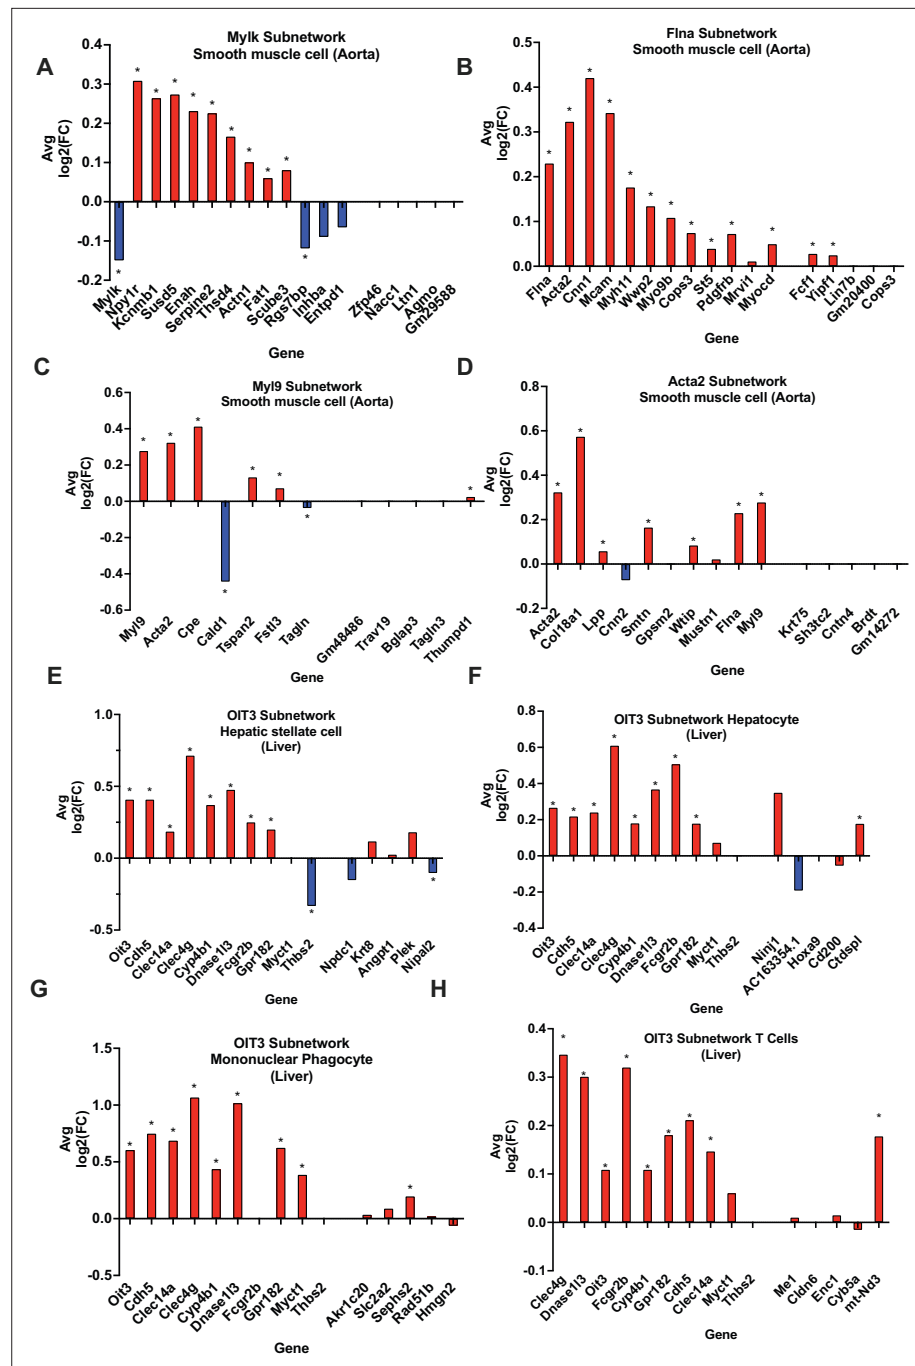 A
Mylk Subnetwork
Smooth muscle cell (Aorta)
Avg
log2(FC)
0.4
0.3
0.2
0.1
0.0
-0.1
-0.2
* * * * * * * * * * * *
Mylk
Npy1r
Kcnmb1
Susd5
Enah
Serpine2
Thsd4
Actn1
Fat1
Scube3
Rgs7bp
Inhba
Entpd1
Zfp46
Nacc1
Ltn1
Agmo
Gm29588
Gene
B
Flna Subnetwork
Smooth muscle cell (Aorta)
Avg
log2(FC)
0.5
0.4
0.3
0.2
0.1
0.0
* * * * * * * * * * * * *
Flna
Acta2
Cnn1
Mcam
Myh11
Wwp2
Myo9b
Cops3
St5
Pdgfrb
Mrvi1
Myocd
Fcf1
Yipf1
Lin7b
Gm20400
Cops3
Gene
C
Myl9 Subnetwork
Smooth muscle cell (Aorta)
Avg
log2(FC)
0.6
0.4
0.2
0.0
-0.2
-0.4
-0.6
* * * * * * * *
Myl9
Acta2
Cpe
Cald1
Tspan2
Fstl3
Tagln
Gm48486
Trav19
Bglap3
Tagln3
Thumpd1
Gene
D
Acta2 Subnetwork
Smooth muscle cell (Aorta)
Avg
log2(FC)
0.8
0.6
0.4
0.2
0.0
-0.2
* * * * * * *
Acta2
Col18a1
Lpp
Cnn2
Smtn
Gpsm2
Wtip
Mustn1
Flna
Myl9
Krt75
Sh3tc2
Cntn4
Brdt
Gm14272
Gene
E
OIT3 Subnetwork
Hepatic stellate cell
(Liver)
Avg
log2(FC)
1.0
0.5
0.0
-0.5
* * * * * * * * * *
Oit3
Cdh5
Clec14a
Clec4g
Cyp4b1
Dnase1l3
Fcgr2b
Gpr182
Myct1
Thbs2
Npdc1
Krt8
Angpt1
Plek
Nipal2
Gene
F
OIT3 Subnetwork Hepatocyte
(Liver)
Avg
log2(FC)
0.8
0.6
0.4
0.2
0.0
-0.2
-0.4
* * * * * * * * *
Oit3
Cdh5
Clec14a
Clec4g
Cyp4b1
Dnase1l3
Fcgr2b
Gpr182
Myct1
Thbs2
Ninj1
AC163354.1
Hoxa9
Cd200
Ctdspl
Gene
G
OIT3 Subnetwork
Mononuclear Phagocyte
(Liver)
Avg
log2(FC)
1.5
1.0
0.5
0.0
-0.5
* * * * * * * * *
Oit3
Cdh5
Clec14a
Clec4g
Cyp4b1
Dnase1l3
Fcgr2b
Gpr182
Myct1
Thbs2
Akr1c20
Slc2a2
Sephs2
Rad51b
Hmgn2
Gene
H
OIT3 Subnetwork T Cells
(Liver)
Avg
log2(FC)
0.4
0.3
0.2
0.1
0.0
-0.1
* * * * * * * * *
Clec4g
Dnase1l3
Oit3
Fcgr2b
Cyp4b1
Gpr182
Cdh5
Clec14a
Myct1
Thbs2
Me1
Cldn6
Enc1
Cyb5a
mt-Nd3
Gene